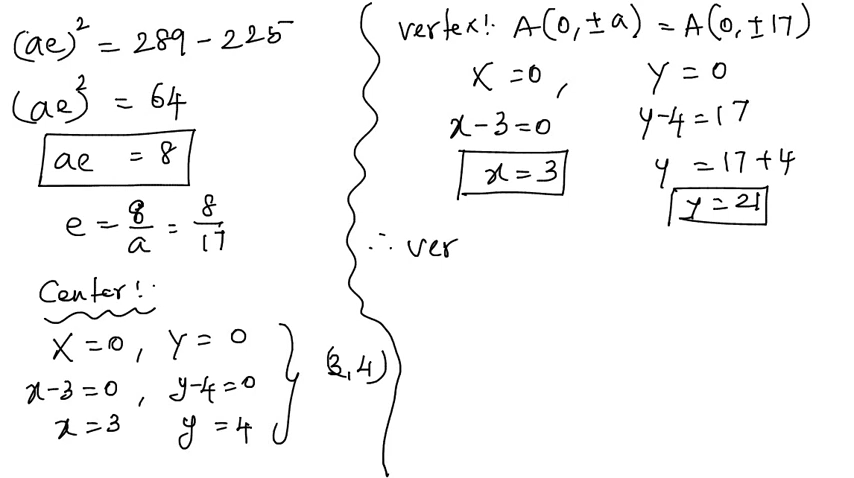 (ae)² = 289 - 225
(ae)² = 64
ae = 8
e = 8/a = 8/17
Center:
X = 0, Y = 0
x-3=0, y-4=0
x = 3 y = 4
(3,4)
vertex: A(0,±a) = A(0,±17)
X = 0, Y = 0
x-3=0 y-4=17
x = 3 y = 17+4
y = 21
∴ ver